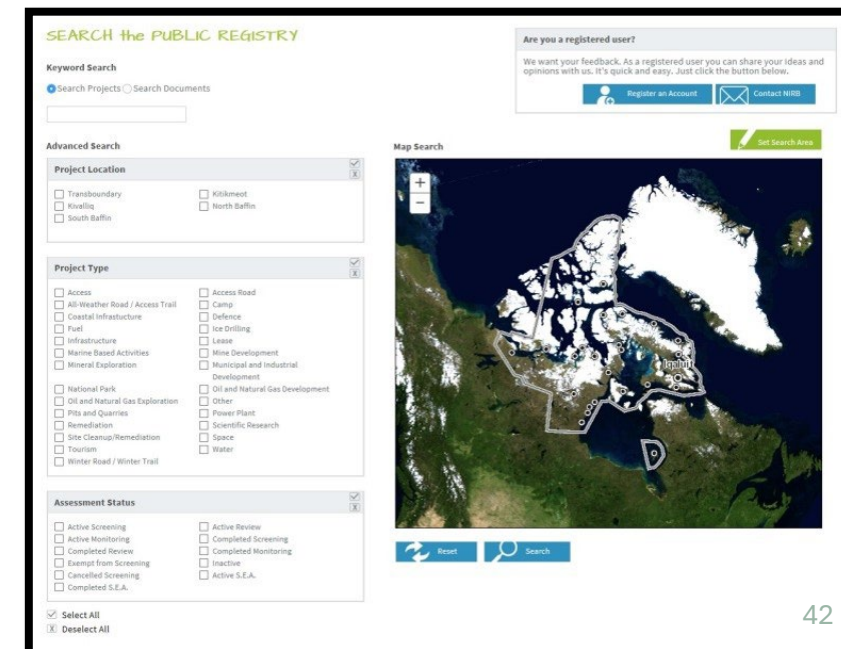 SEARCH the PUBLIC REGISTRY
Keyword Search
Search Projects Search Documents
Are you a registered user?
We want your feedback. As a registered user you can share your ideas and
opinions with us. It's quick and easy. Just click the button below.
Register an Account Contact NIRB
Advanced Search
Project Location
Transboundary Kitikmeot
Kivalliq North Baffin
South Baffin
Project Type
Access Access Road
All-Weather Road / Access Trail Camp
Coastal Infrastucture Defence
Fuel Ice Drilling
Infrastructure Lease
Marine Based Activities Mine Development
Mineral Exploration Municipal and Industrial
Development
National Park Oil and Natural Gas Development
Oil and Natural Gas Exploration Other
Pits and Quarries Power Plant
Remediation Scientific Research
Site Cleanup/Remediation Space
Tourism Water
Winter Road / Winter Trail
Assessment Status
Active Screening Active Review
Active Monitoring Completed Screening
Completed Review Completed Monitoring
Exempt from Screening Inactive
Cancelled Screening Active S.E.A.
Completed S.E.A.
Select All
X Deselect All
Map Search
Set Search Area
+
−
Iqaluit
Reset Search
42